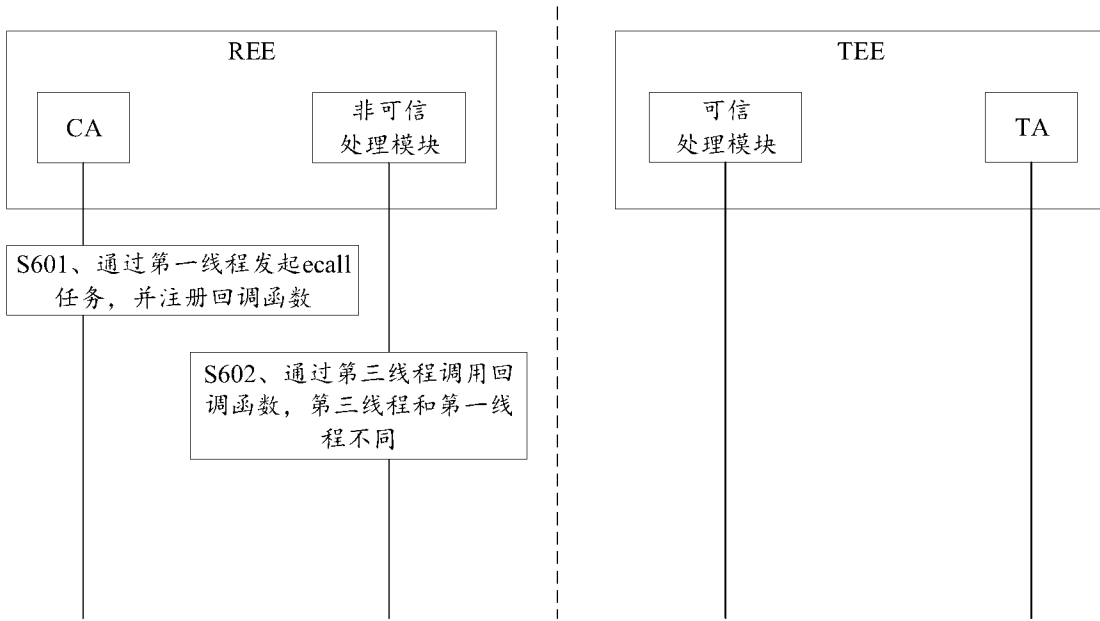 REE
TEE
CA
非可信
处理模块
可信
处理模块
TA
S601、通过第一线程发起ecall
任务，并注册回调函数
S602、通过第三线程调用回
调函数，第三线程和第一线
程不同